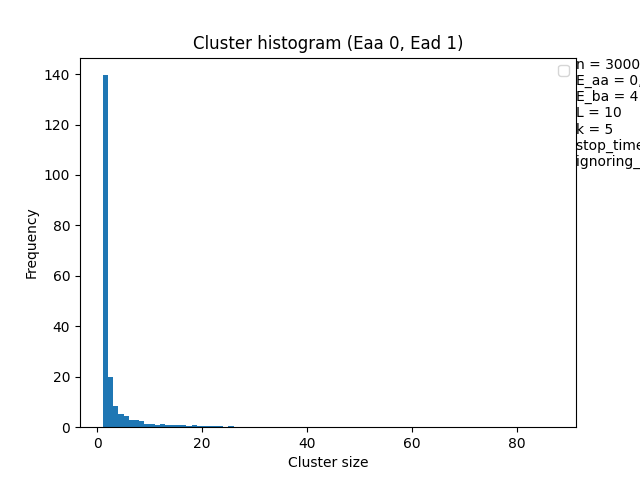 Cluster histogram (Eaa 0, Ead 1)
n = 3000
E_aa = 0,
E_ba = 4
L = 10
k = 5
stop_time
ignoring_
140
120
100
80
60
40
20
0
Frequency
0 20 40 60 80
Cluster size